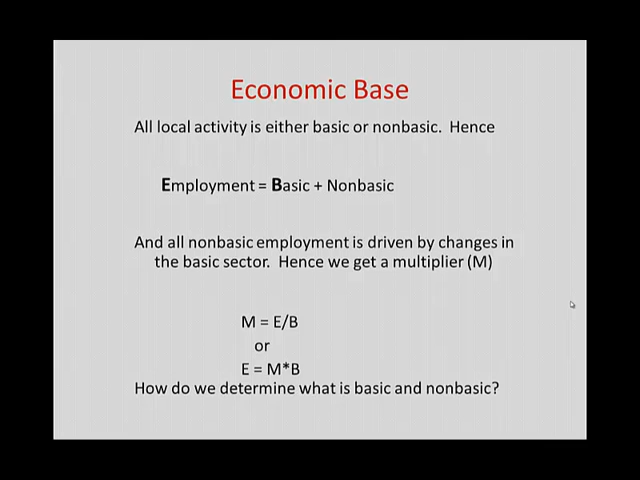 Economic Base
All local activity is either basic or nonbasic. Hence
Employment = Basic + Nonbasic
And all nonbasic employment is driven by changes in
the basic sector. Hence we get a multiplier (M)
M = E/B
or
E = M*B
How do we determine what is basic and nonbasic?